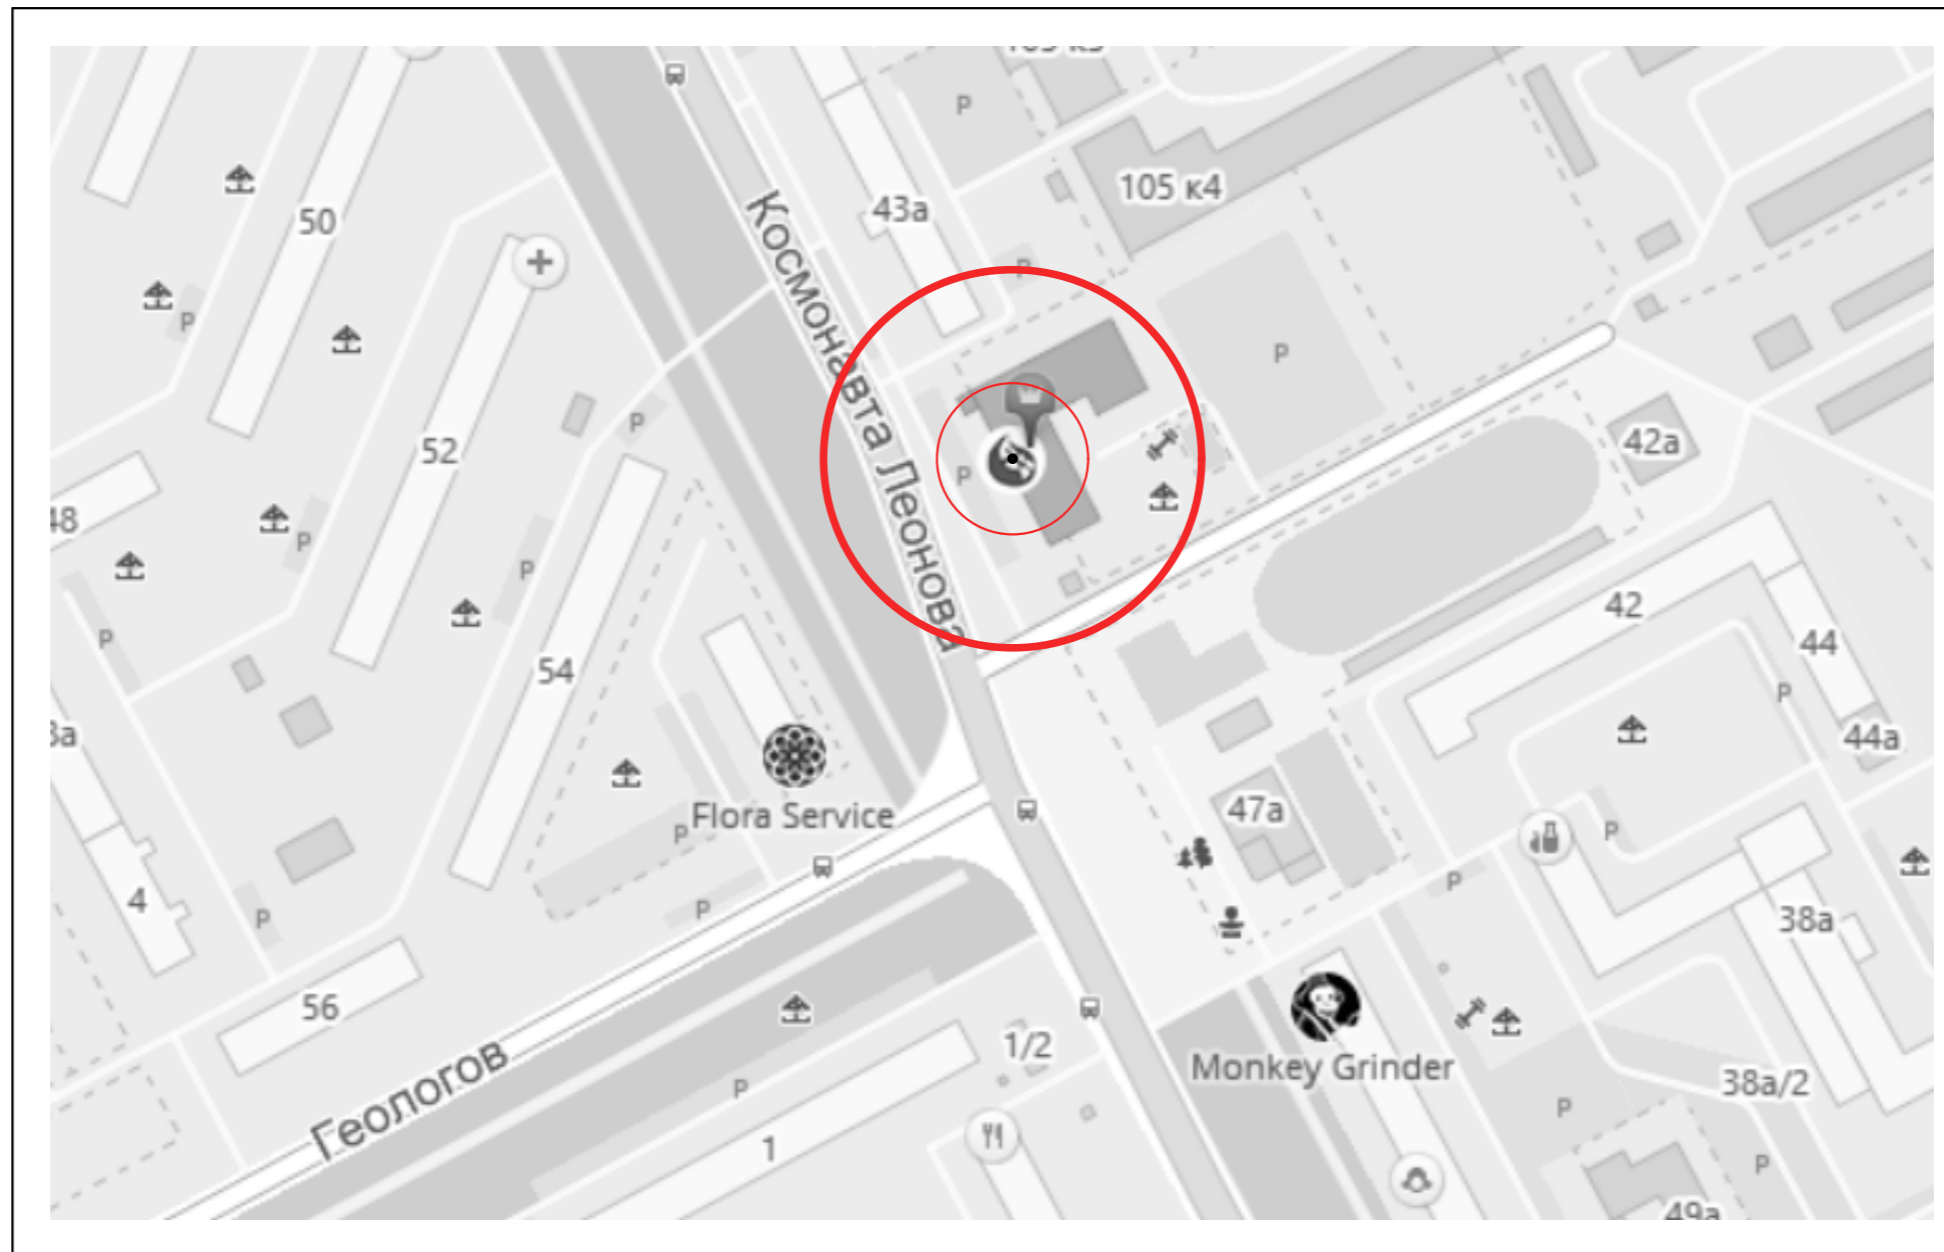 43а
105 к4
50
Космонавта Леонова
52
42а
42
54
44
44а
Flora Service
47а
4
38а
56
1/2
Monkey Grinder
38а/2
Геологов
1